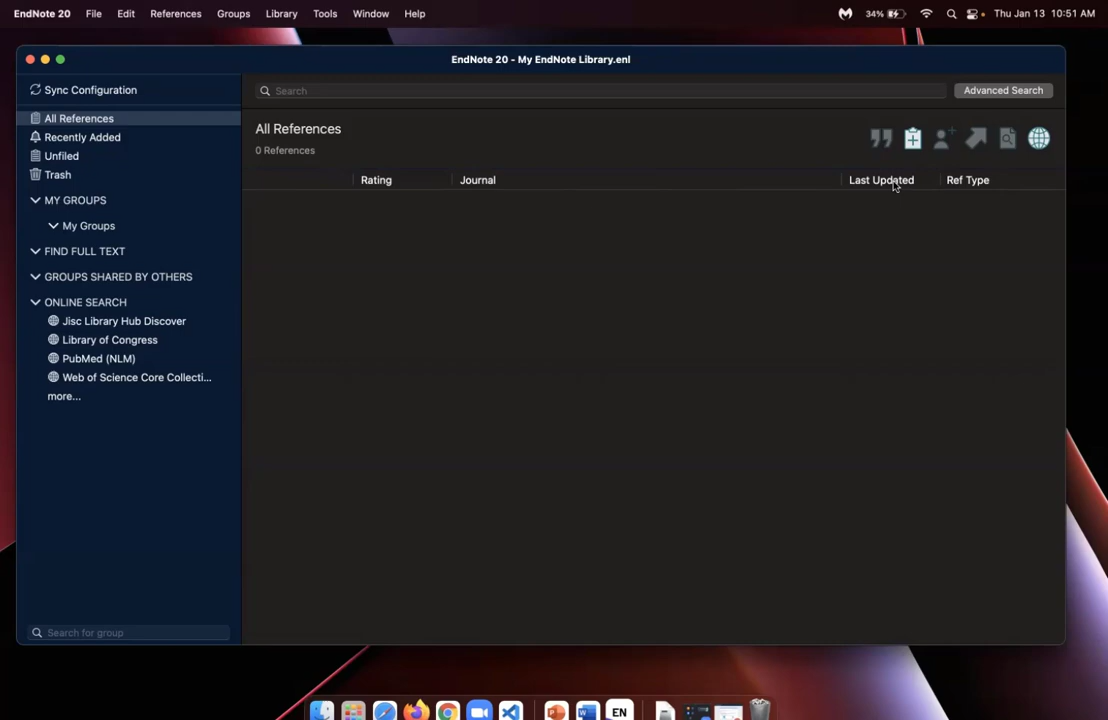 EndNote 20 File Edit References Groups Library Tools Window Help 34% Thu Jan 13 10:51 AM
EndNote 20 - My EndNote Library.enl
Sync Configuration
Search
Advanced Search
All References
Recently Added
Unfiled
Trash
MY GROUPS
My Groups
FIND FULL TEXT
GROUPS SHARED BY OTHERS
ONLINE SEARCH
Jisc Library Hub Discover
Library of Congress
PubMed (NLM)
Web of Science Core Collecti...
more...
Search for group
All References
0 References
Rating Journal Last Updated Ref Type
EN